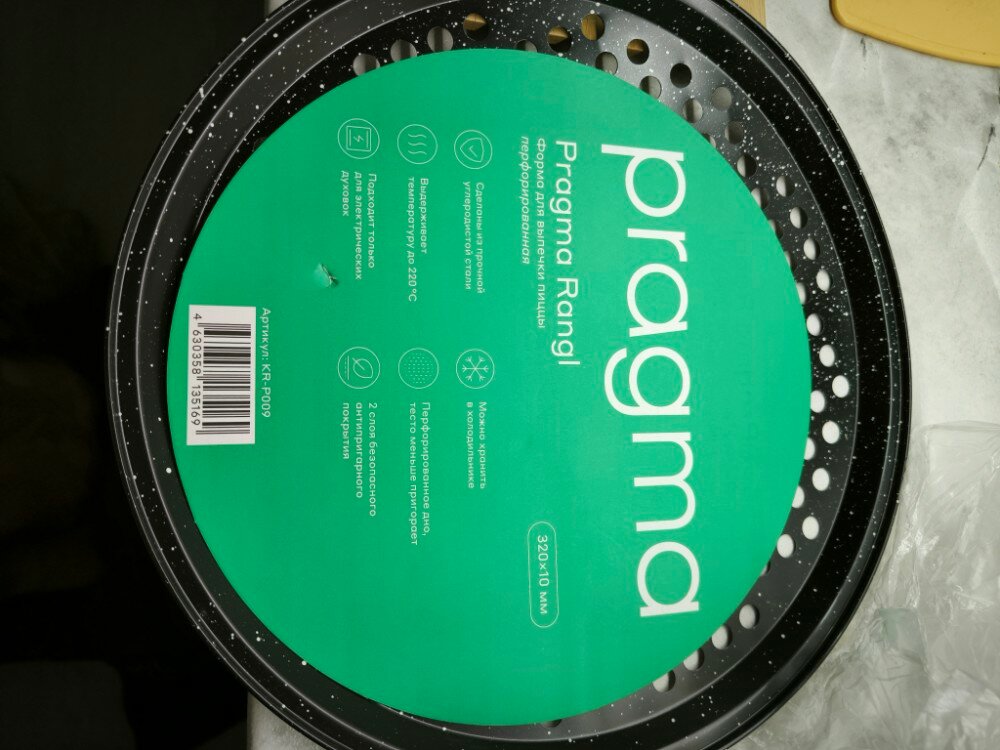 pragma
Pragma Rangl
Форма для выпечки пиццы
перфорированная
320×10 мм
Сделаны из прочной
углеродистой стали
Выдерживает
температуру до 220°C
Подходит только
для электрических
духовок
Можно хранить
в холодильнике
Перфорированное дно,
тесто меньше пригорает
2 слоя безопасного
антипригарного
покрытия
Артикул: KR-P009
4 630358 135169